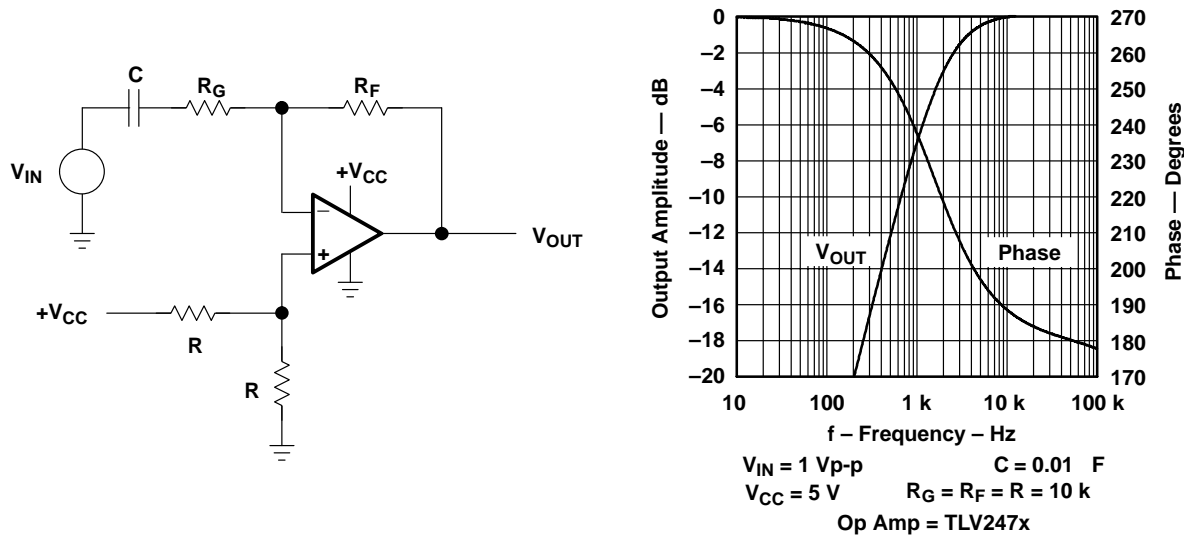 C
RG
RF
VIN
+VCC
−
+
VOUT
+VCC
R
R
Output Amplitude — dB
0
–2
–4
–6
–8
–10
–12
–14
–16
–18
–20
VOUT
Phase
270
260
250
240
230
220
210
200
190
180
170
Phase — Degrees
10
100
1 k
10 k
100 k
f – Frequency – Hz
VIN = 1 Vp-p
C = 0.01 F
VCC = 5 V
RG = RF = R = 10 k
Op Amp = TLV247x